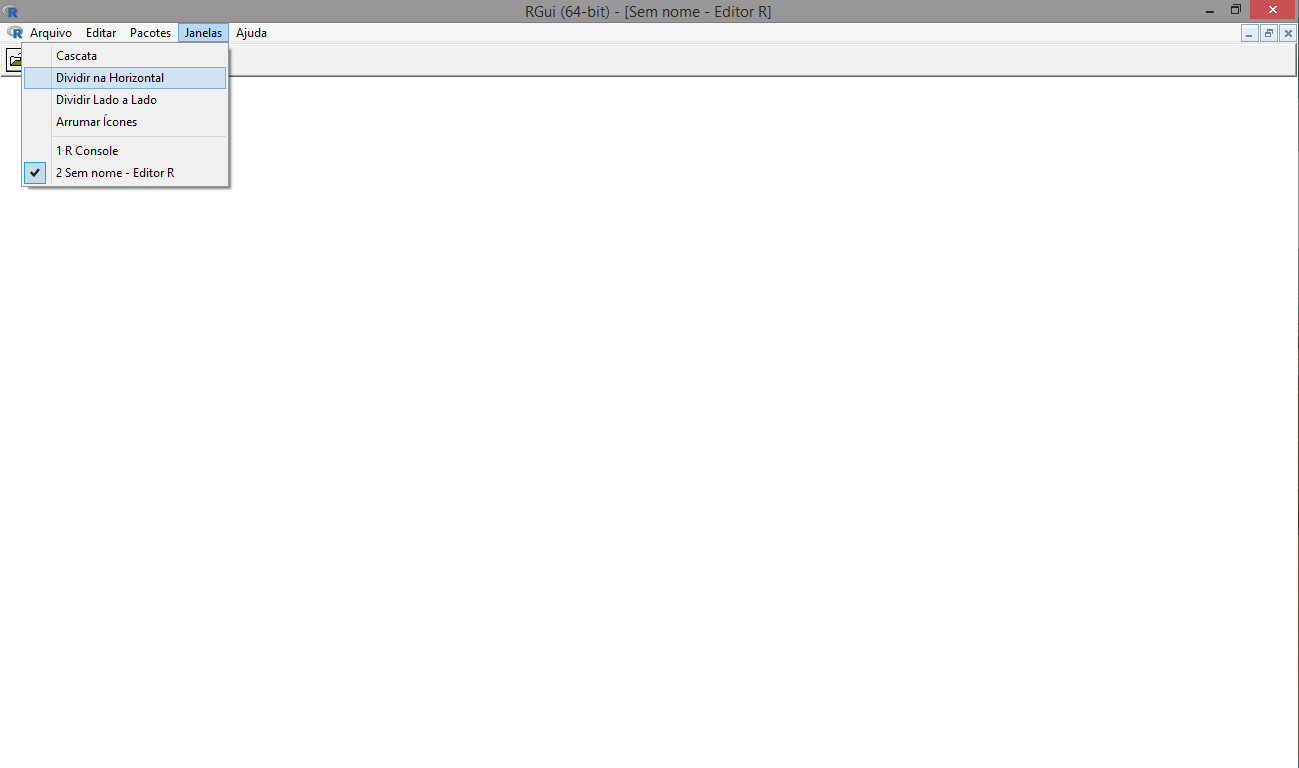 RGui (64-bit) - [Sem nome - Editor R]
R Arquivo Editar Pacotes Janelas Ajuda
Cascata
Dividir na Horizontal
Dividir Lado a Lado
Arrumar Ícones
1 R Console
2 Sem nome - Editor R